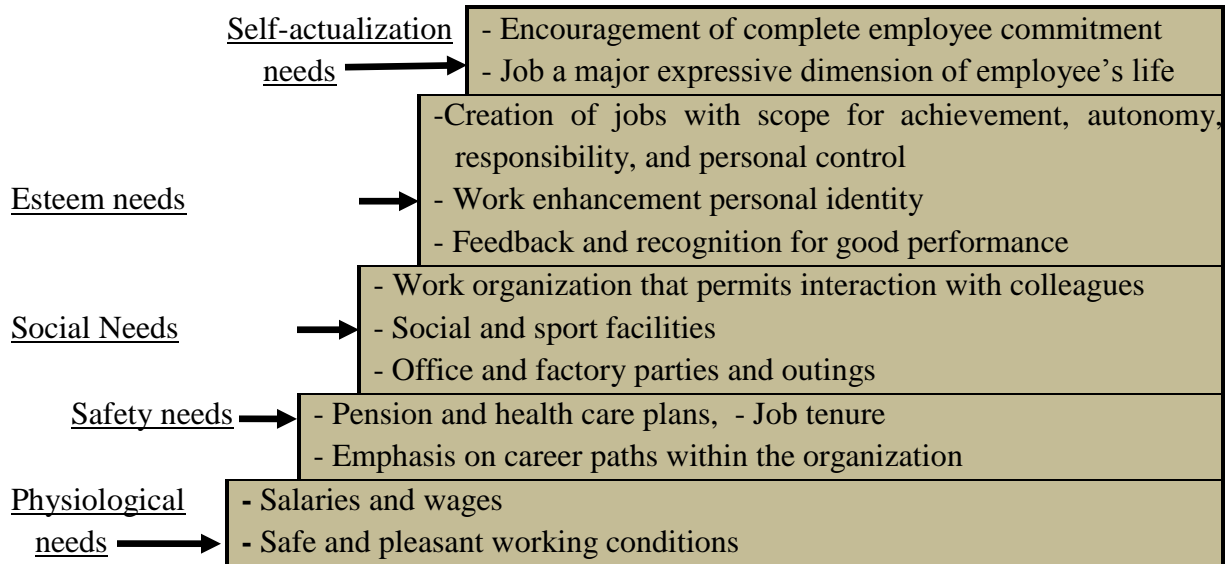 Self-actualization
needs
- Encouragement of complete employee commitment
- Job a major expressive dimension of employee’s life
Esteem needs
-Creation of jobs with scope for achievement, autonomy,
responsibility, and personal control
- Work enhancement personal identity
- Feedback and recognition for good performance
Social Needs
- Work organization that permits interaction with colleagues
- Social and sport facilities
- Office and factory parties and outings
Safety needs
- Pension and health care plans, - Job tenure
- Emphasis on career paths within the organization
Physiological
needs
- Salaries and wages
- Safe and pleasant working conditions